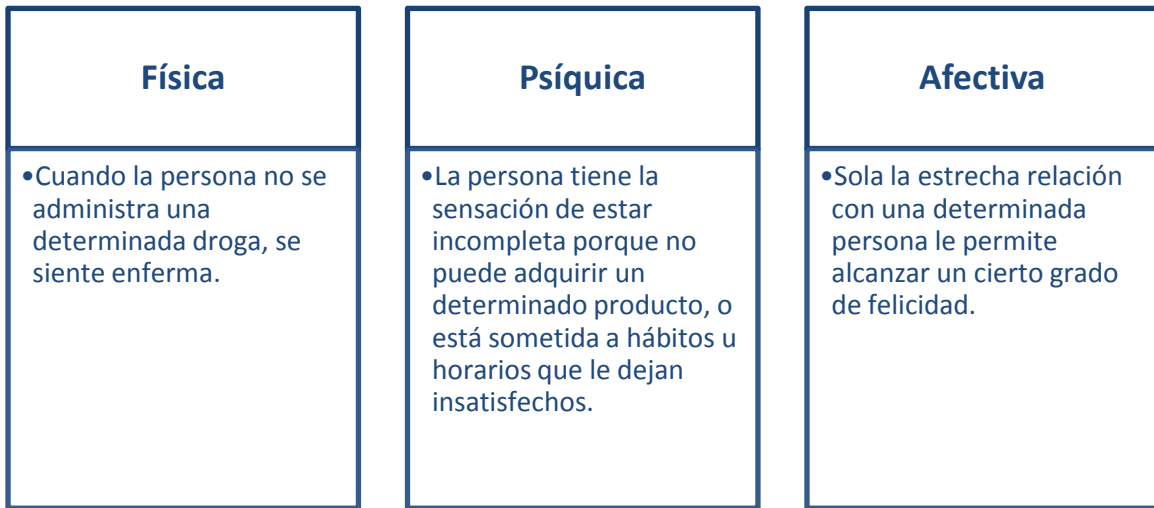 Física
•Cuando la persona no se
administra una
determinada droga, se
siente enferma.
Psíquica
•La persona tiene la
sensación de estar
incompleta porque no
puede adquirir un
determinado producto, o
está sometida a hábitos u
horarios que le dejan
insatisfechos.
Afectiva
•Sola la estrecha relación
con una determinada
persona le permite
alcanzar un cierto grado
de felicidad.